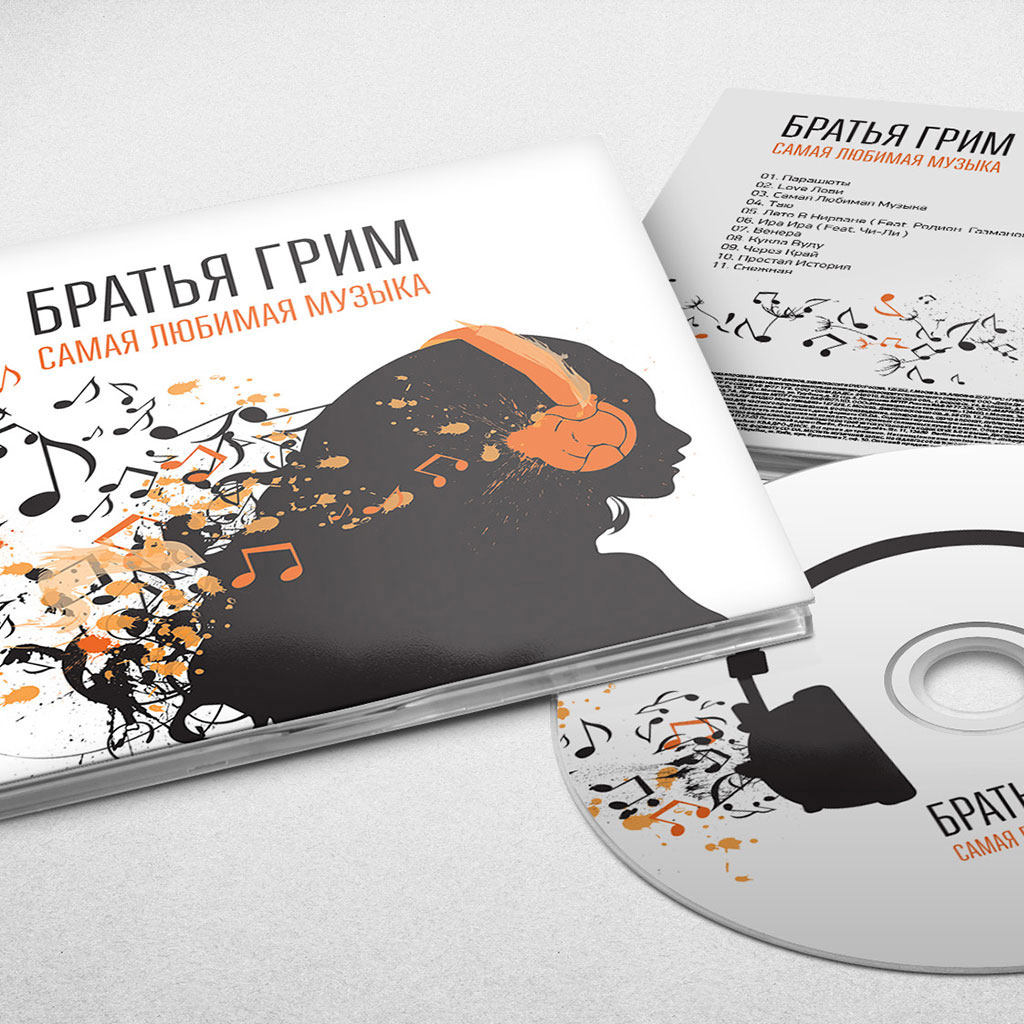 БРАТЬЯ ГРИМ
САМАЯ ЛЮБИМАЯ МУЗЫКА
БРАТЬЯ ГРИМ
САМАЯ ЛЮБИМАЯ МУЗЫКА
01. Парашюты
02. Love Лови
03. Самая Любимая Музыка
04. Таю
05. Лето В Нирване ( Feat. Родион Газманов
06. Ира Ира ( Feat. Чи-Ли )
07. Венера
08. Кукла Вуду
09. Через Край
10. Простая История
11. Снежная
БРАТЬ
САМАЯ